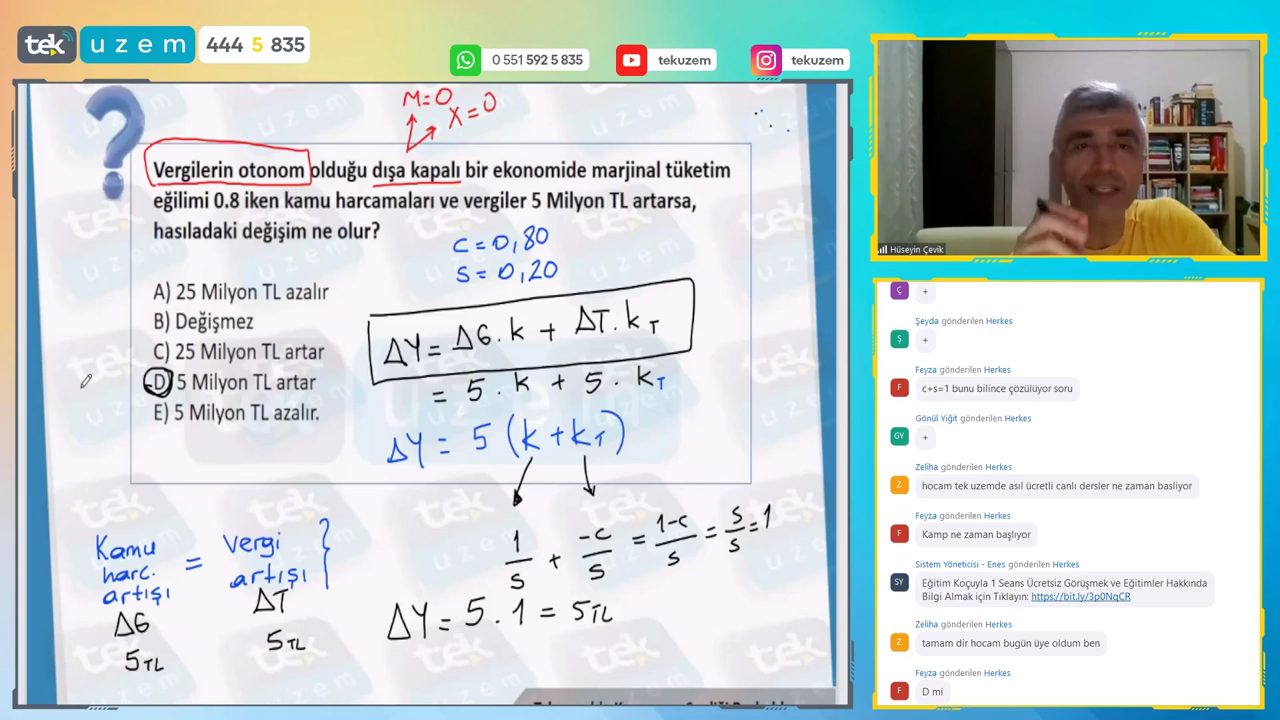 tek uzem 444 5 835
0 551 592 5 835
tekuzem
tekuzem
M=0
X=0
Vergilerin otonom olduğu dışa kapalı bir ekonomide marjinal tüketim
eğilimi 0.8 iken kamu harcamaları ve vergiler 5 Milyon TL artarsa,
hasıladaki değişim ne olur?
c = 0,80
s = 0,20
A) 25 Milyon TL azalır
B) Değişmez
C) 25 Milyon TL artar
D) 5 Milyon TL artar
E) 5 Milyon TL azalır.
ΔY = ΔG . k + ΔT . kT
= 5 . k + 5 . kT
ΔY = 5 (k + kT)
1/s + -c/s = 1-c/s = s/s = 1
ΔY = 5 . 1 = 5TL
Kamu harc. artışı = vergi artışı }
ΔG ΔT
5TL 5TL
Hüseyin Çevik
Ç
+
Şeyda gönderilen Herkes
Ş
+
Feyza gönderilen Herkes
F
c+s=1 bunu bilince çözülüyor soru
Gönül Yiğit gönderilen Herkes
GY
+
Zeliha gönderilen Herkes
Z
hocam tek uzemde asıl ücretli canlı dersler ne zaman basliyor
Feyza gönderilen Herkes
F
Kamp ne zaman başlıyor
Sistem Yöneticisi - Enes gönderilen Herkes
SY
Eğitim Koçuyla 1 Seans Ücretsiz Görüşmek ve Eğitimler Hakkında
Bilgi Almak için Tıklayın: https://bit.ly/3p0NqCR
Zeliha gönderilen Herkes
Z
tamam dir hocam bugün üye oldum ben
Feyza gönderilen Herkes
F
D mi